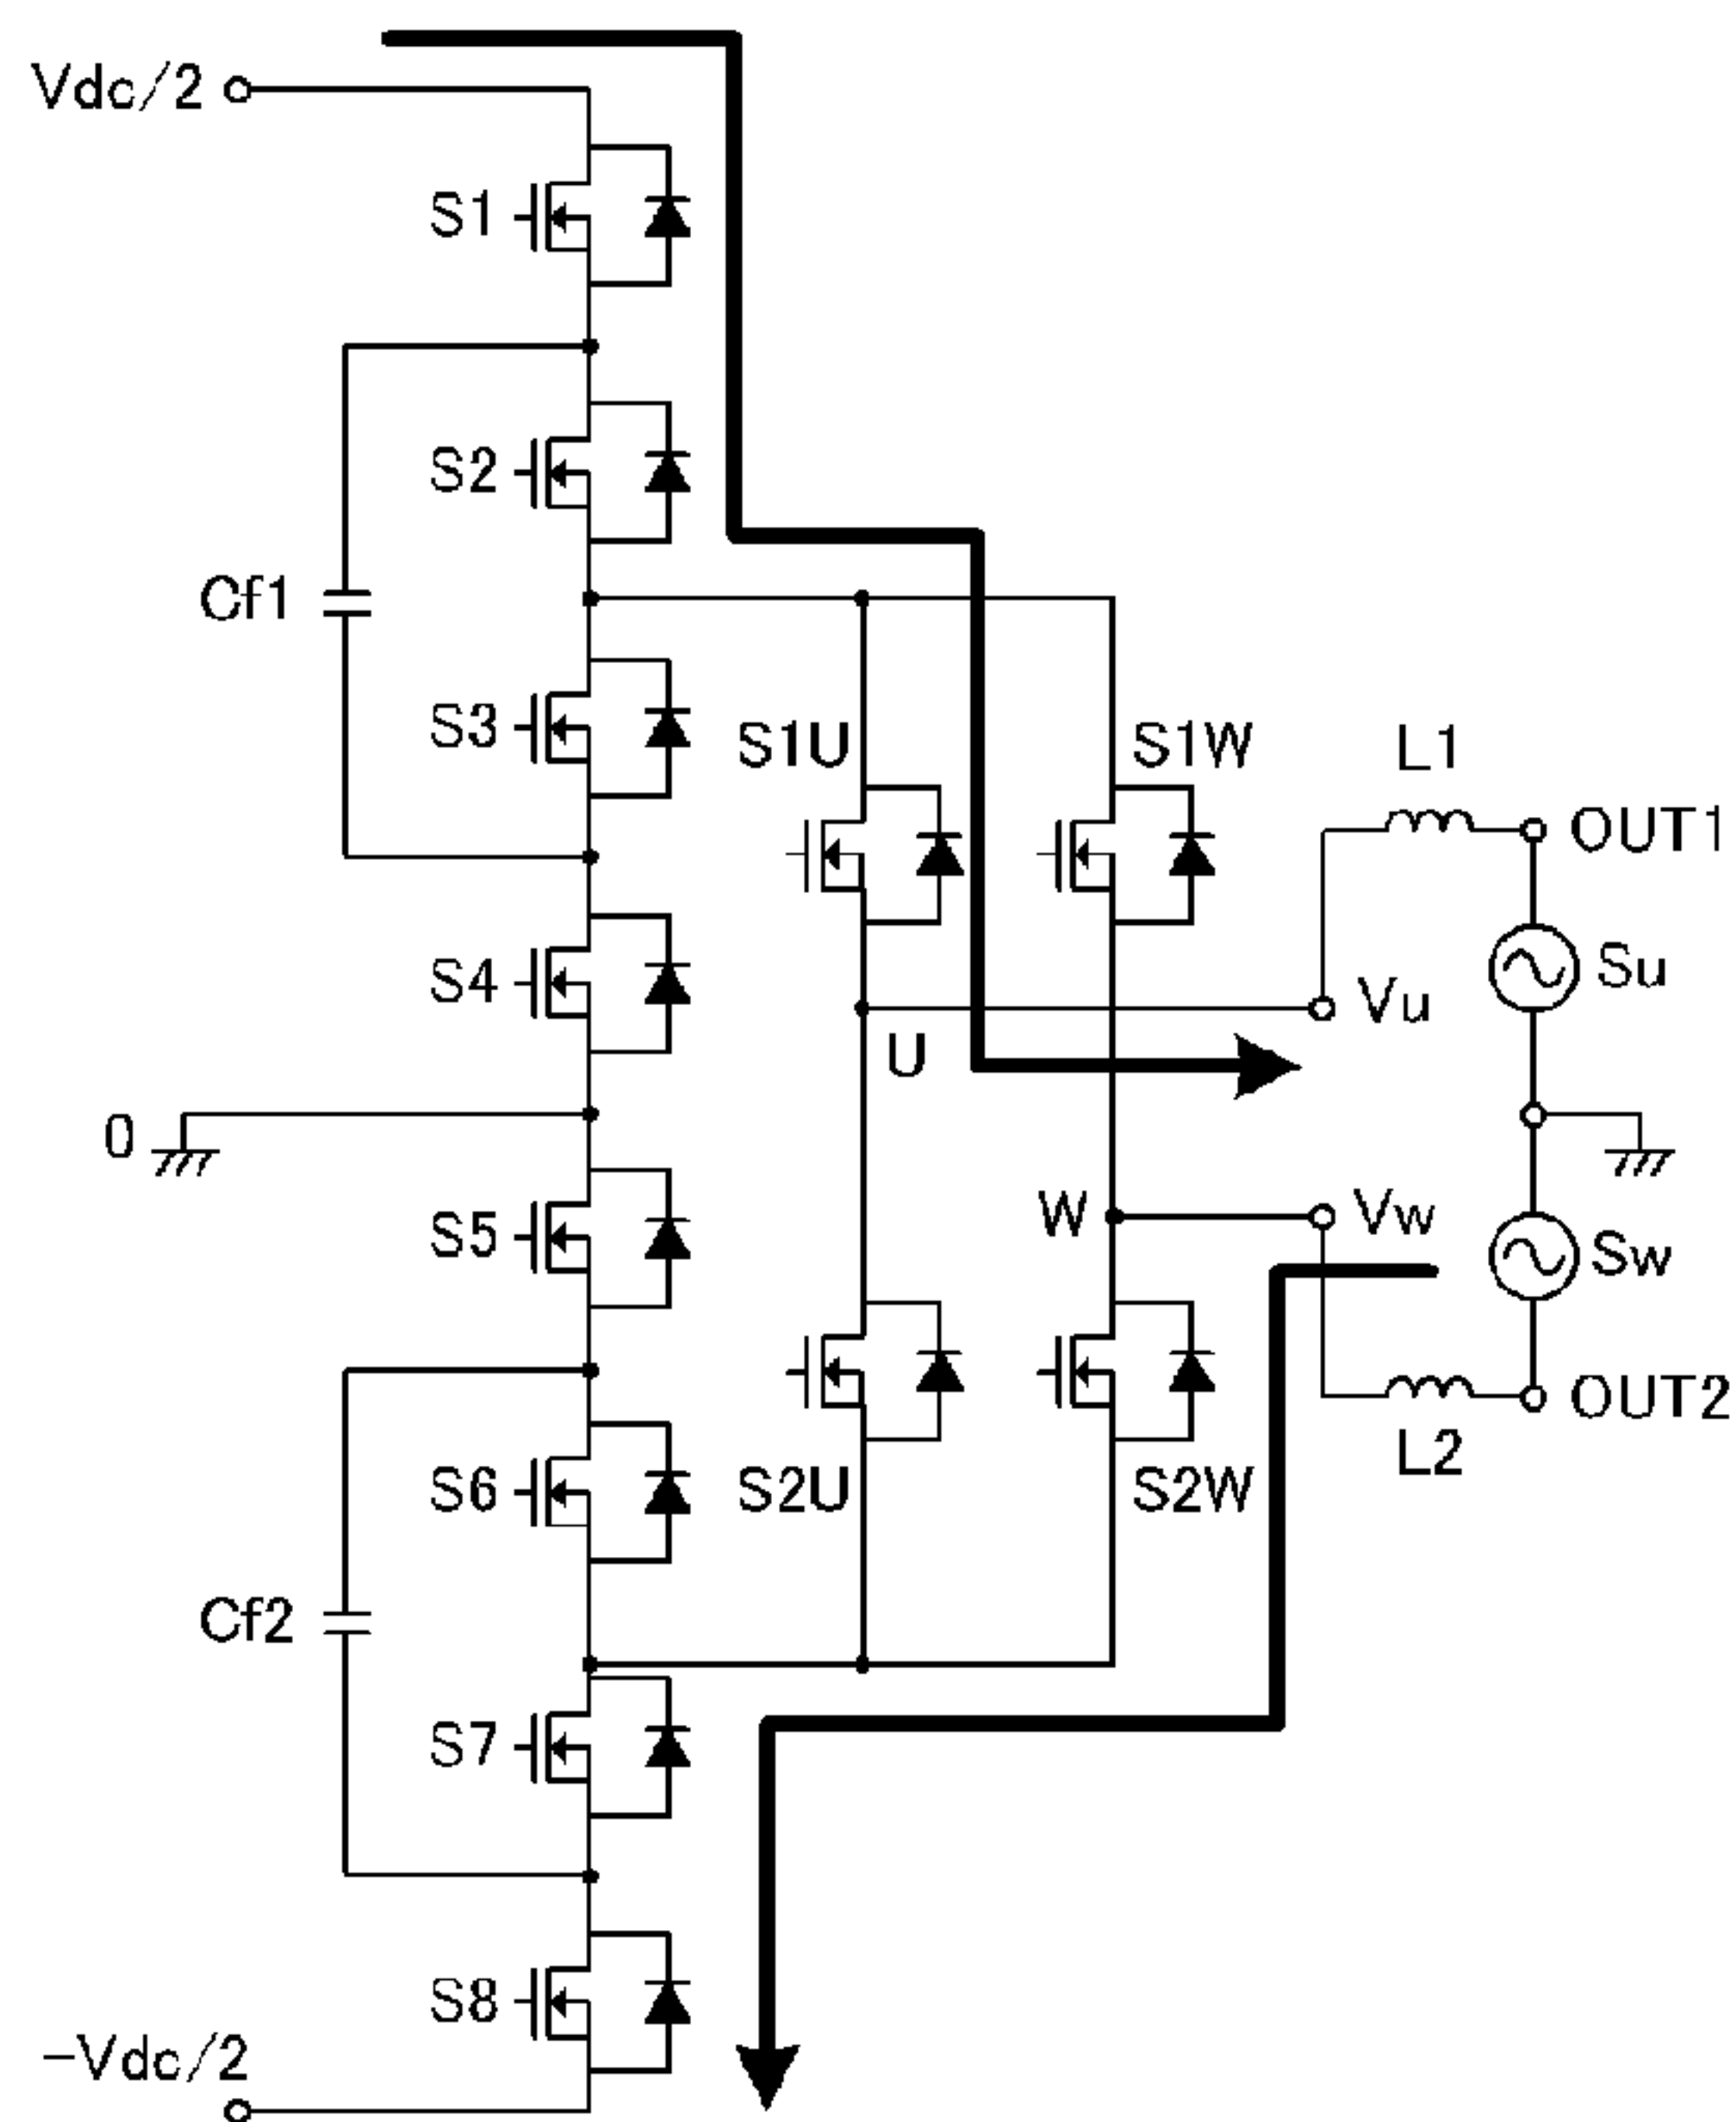 Vdc/2
S1
S2
Cf1
S3
S1U
S1W
L1
OUT1
S4
Su
Vu
U
0
S5
W
Vw
Sw
OUT2
L2
S6
S2U
S2W
Cf2
S7
S8
-Vdc/2